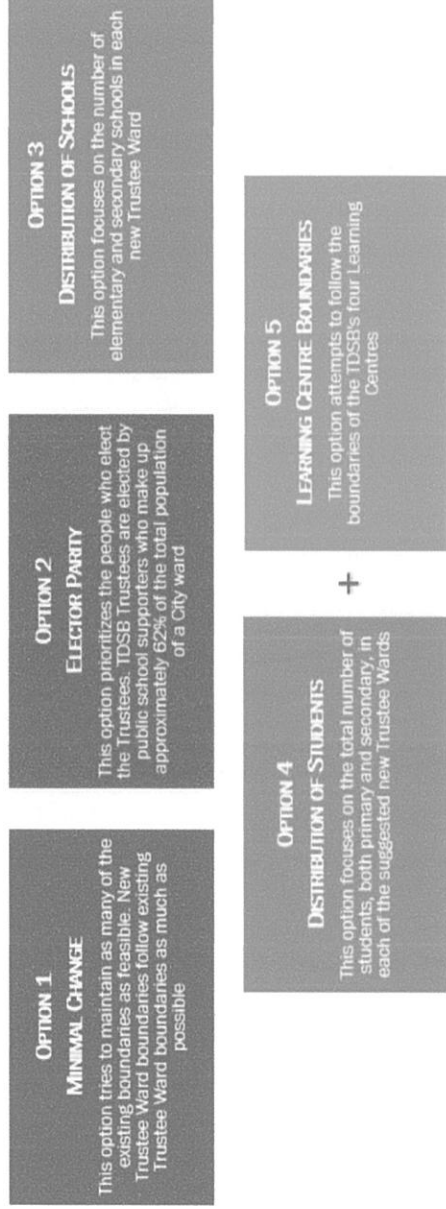 OPTION 1
MINIMAL CHANGE
This option tries to maintain as many of the
existing boundaries as feasible. New
Trustee Ward boundaries follow existing
Trustee Ward boundaries as much as
possible
OPTION 2
ELECTOR PARITY
This option prioritizes the people who elect
the Trustees. TDSB Trustees are elected by
public school supporters who make up
approximately 62% of the total population
of a City ward
OPTION 3
DISTRIBUTION OF SCHOOLS
This option focuses on the number of
elementary and secondary schools in each
new Trustee Ward
OPTION 4
DISTRIBUTION OF STUDENTS
This option focuses on the total number of
students, both primary and secondary, in
each of the suggested new Trustee Wards
+
OPTION 5
LEARNING CENTRE BOUNDARIES
This option attempts to follow the
boundaries of the TDSB's four Learning
Centres